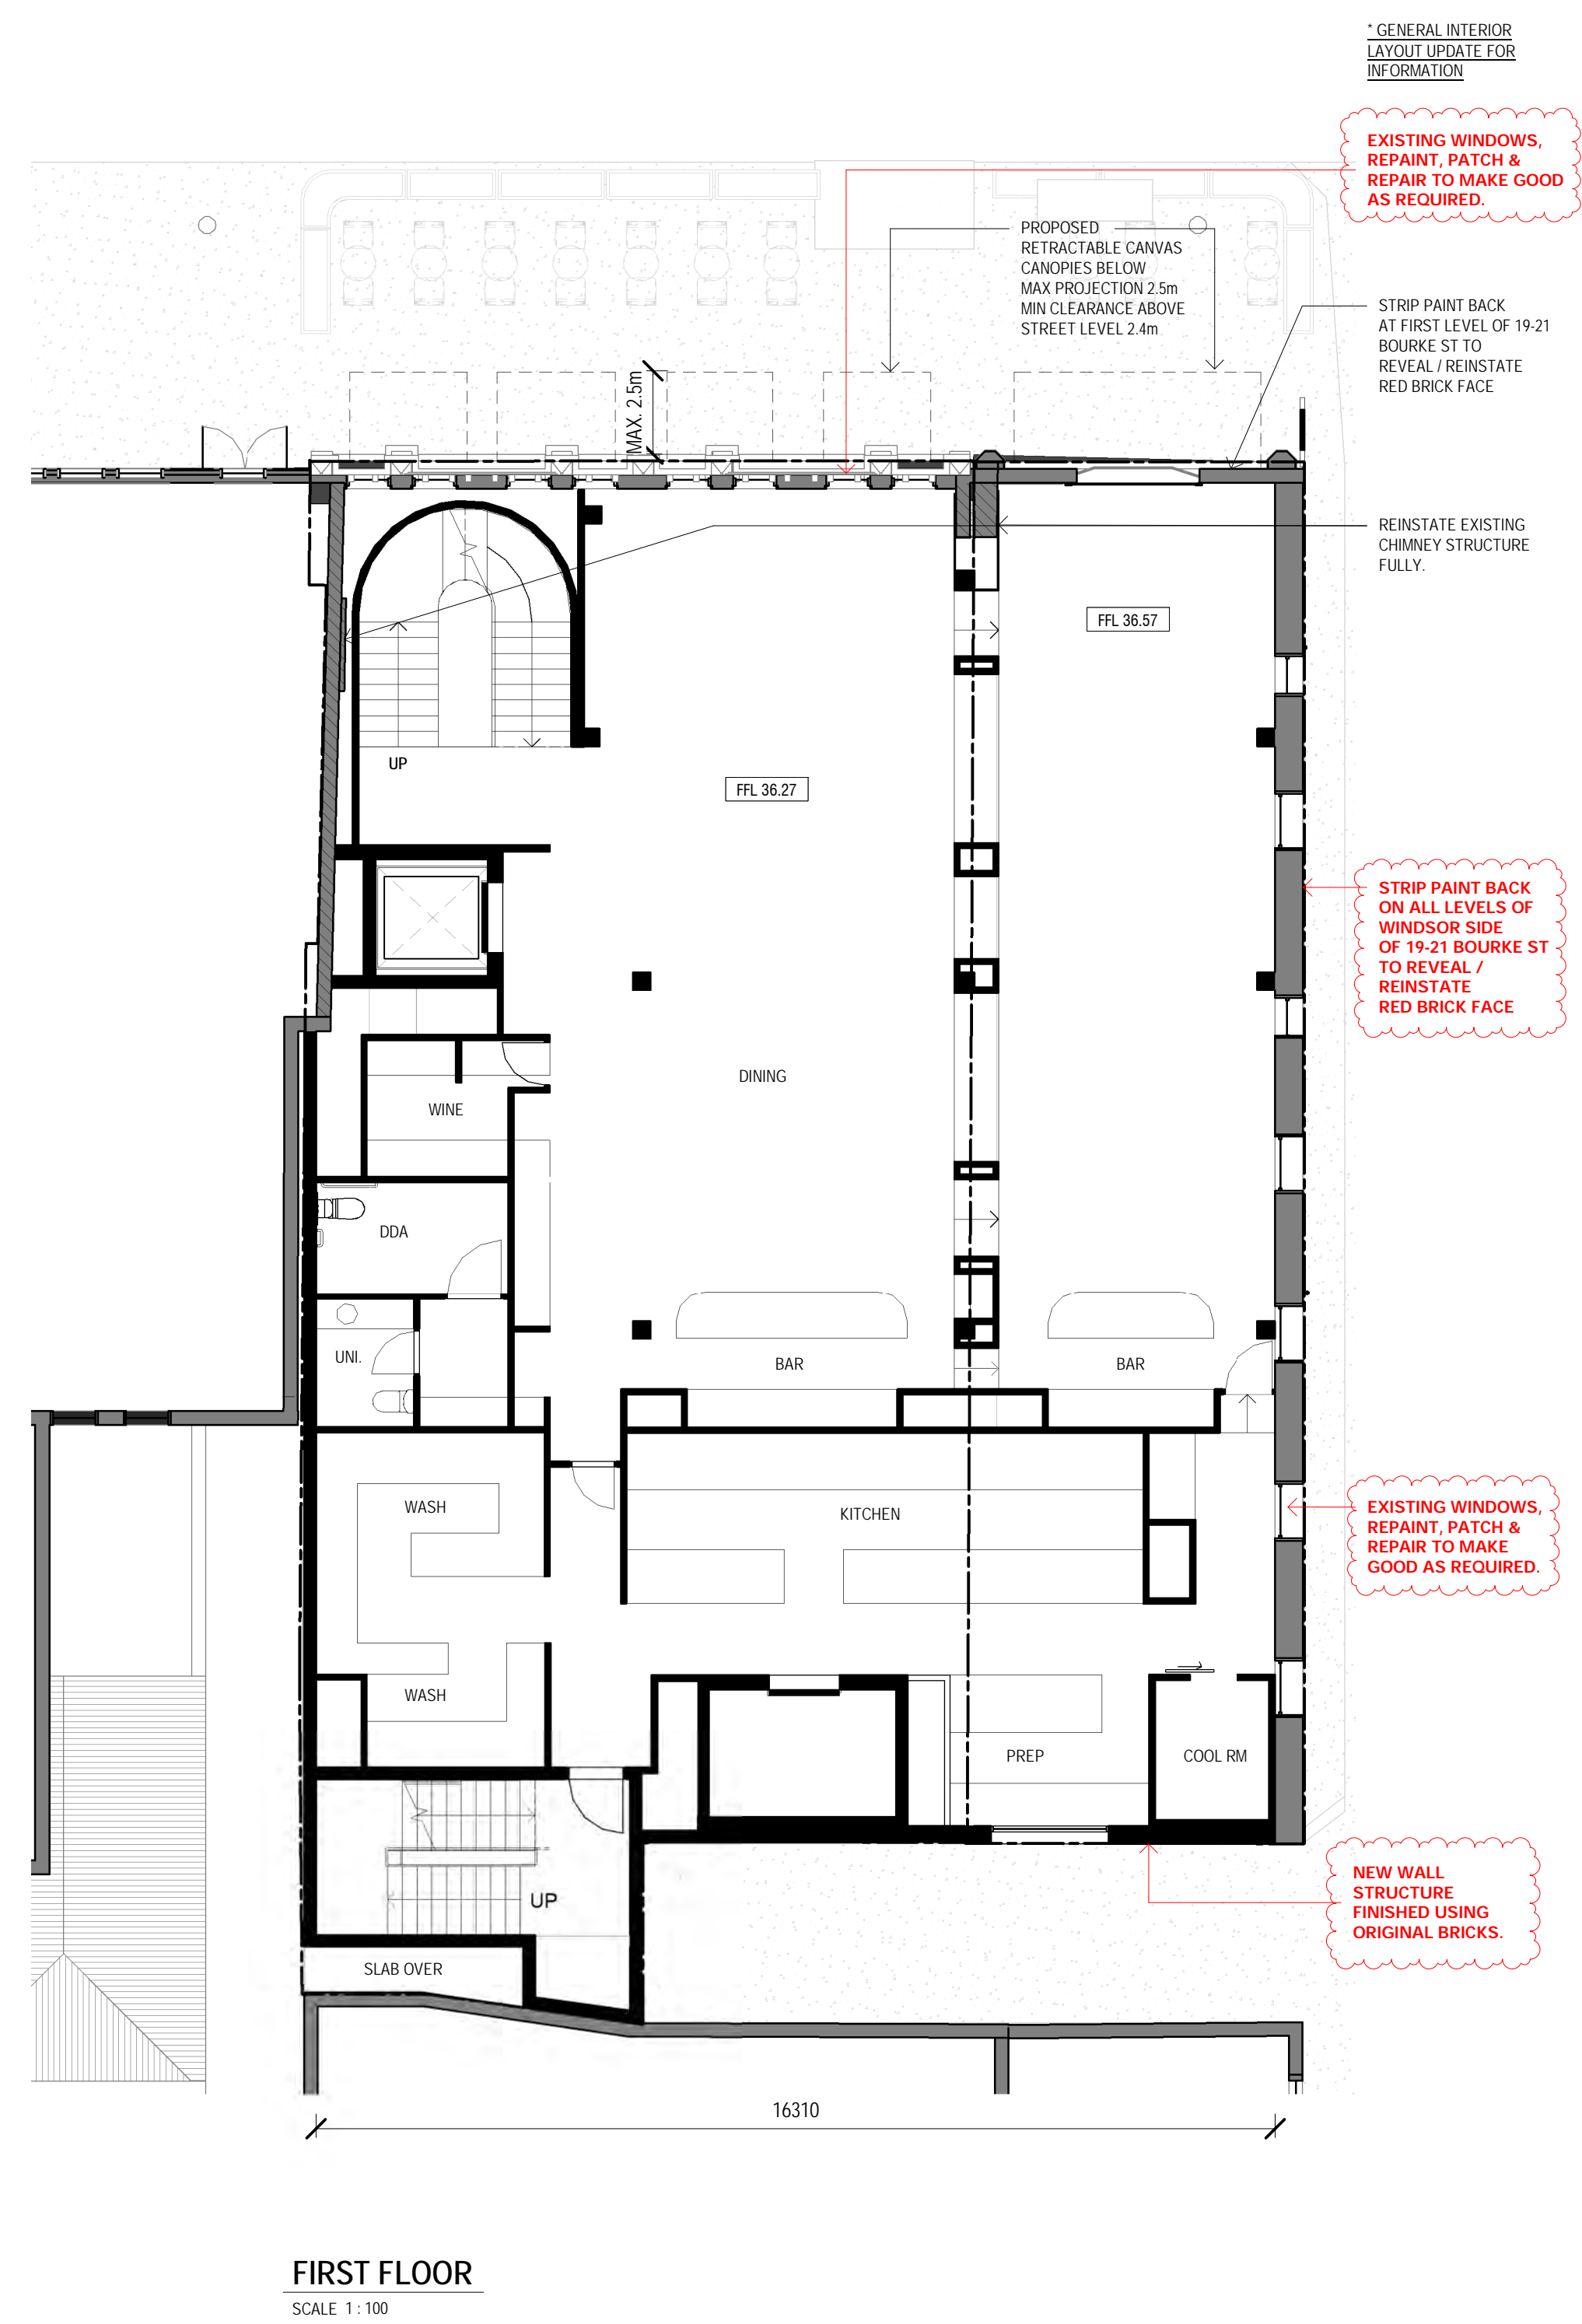 * GENERAL INTERIOR
LAYOUT UPDATE FOR
INFORMATION
EXISTING WINDOWS,
REPAINT, PATCH &
REPAIR TO MAKE GOOD
AS REQUIRED.
PROPOSED
RETRACTABLE CANVAS
CANOPIES BELOW
MAX PROJECTION 2.5m
MIN CLEARANCE ABOVE
STREET LEVEL 2.4m
STRIP PAINT BACK
AT FIRST LEVEL OF 19-21
BOURKE ST TO
REVEAL / REINSTATE
RED BRICK FACE
MAX. 2.5m
REINSTATE EXISTING
CHIMNEY STRUCTURE
FULLY.
FFL 36.57
UP
FFL 36.27
STRIP PAINT BACK
ON ALL LEVELS OF
WINDSOR SIDE
OF 19-21 BOURKE ST
TO REVEAL /
REINSTATE
RED BRICK FACE
DINING
WINE
DDA
UNI.
BAR
BAR
WASH
KITCHEN
EXISTING WINDOWS,
REPAINT, PATCH &
REPAIR TO MAKE
GOOD AS REQUIRED.
WASH
PREP
COOL RM
UP
NEW WALL
STRUCTURE
FINISHED USING
ORIGINAL BRICKS.
SLAB OVER
16310
FIRST FLOOR
SCALE 1 : 100